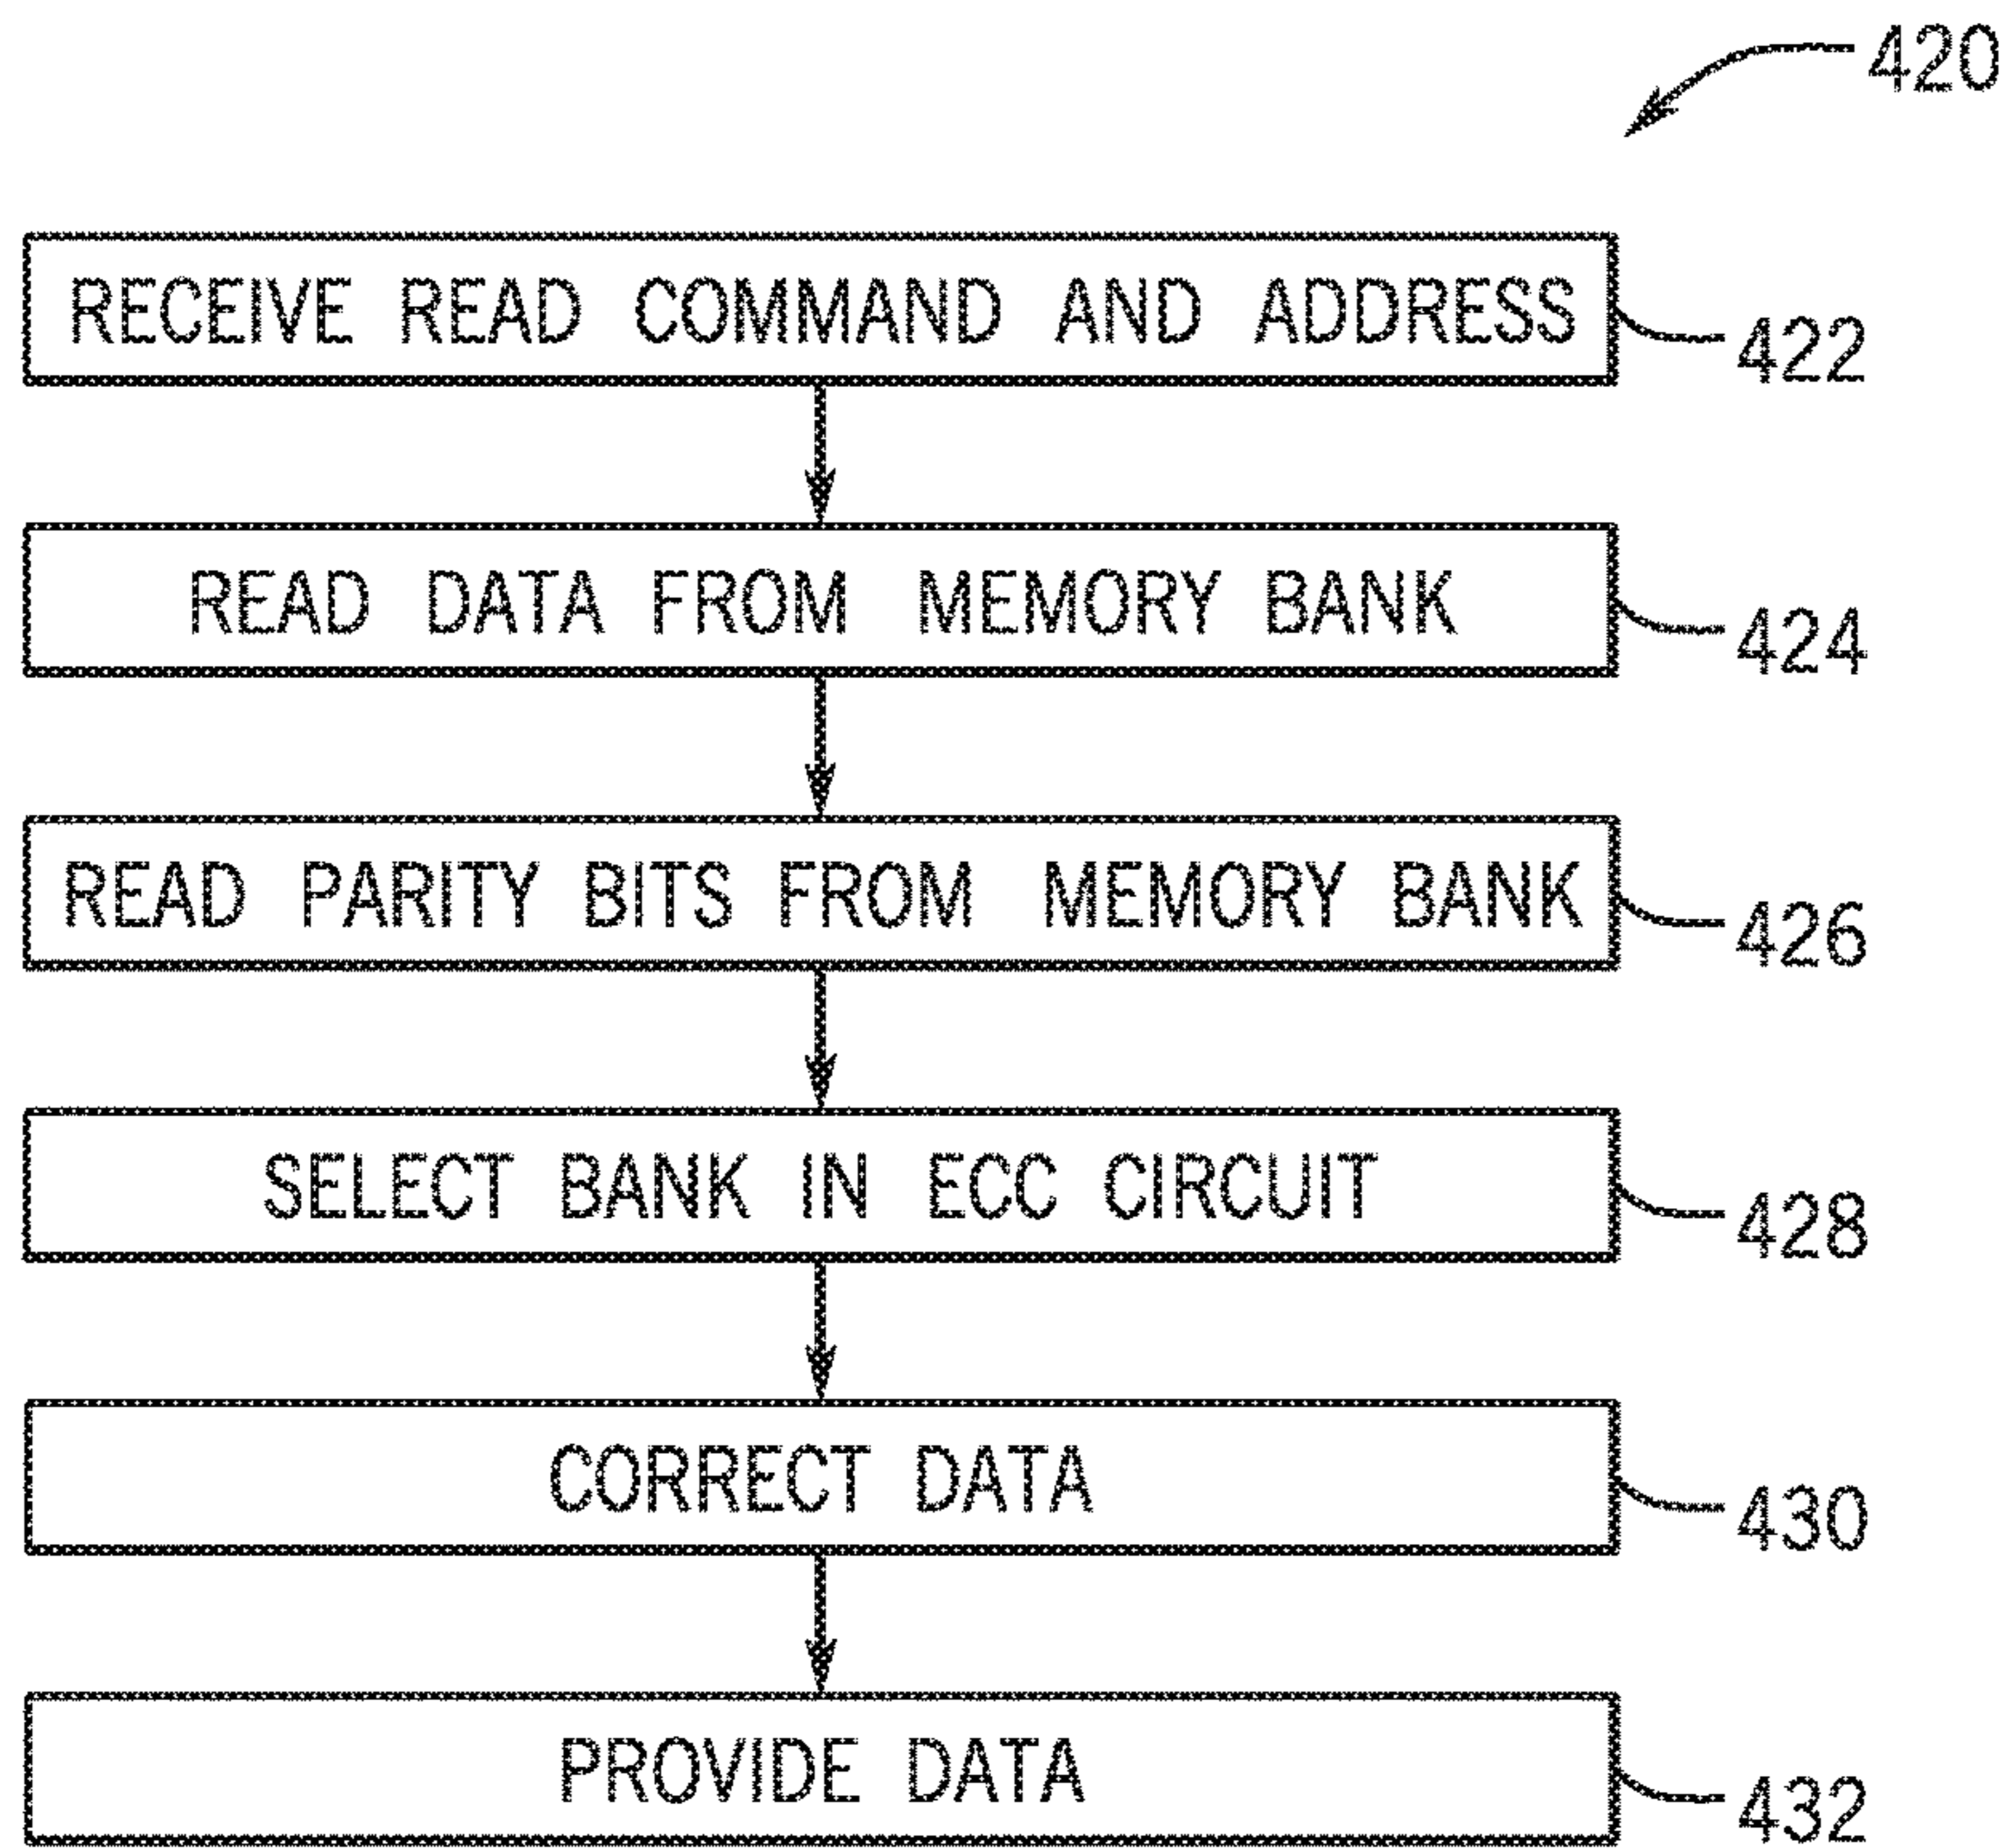 420
RECEIVE READ COMMAND AND ADDRESS
422
READ DATA FROM MEMORY BANK
424
READ PARITY BITS FROM MEMORY BANK
426
SELECT BANK IN ECC CIRCUIT
428
CORRECT DATA
430
PROVIDE DATA
432